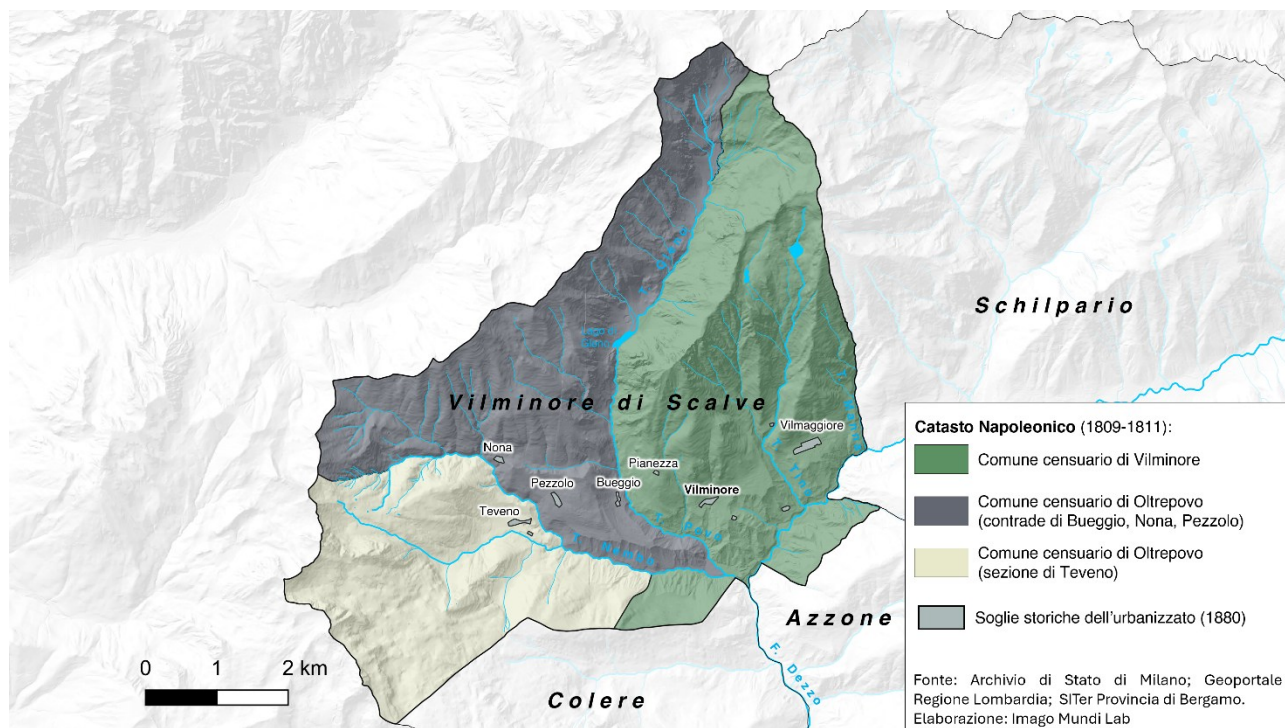 Schilpario
Lago di
Vilminore di Scalve
Vilmaggiore
Nona
Pianezza
Pezzolo
Bueggio
Vilminore
Teveno
T. Povo
Azzone
F. Dezzo
Colere
0 1 2 km
Catasto Napoleonico (1809-1811):
Comune censuario di Vilminore
Comune censuario di Oltrepovo
(contrade di Bueggio, Nona, Pezzolo)
Comune censuario di Oltrepovo
(sezione di Teveno)
Soglie storiche dell'urbanizzato (1880)
Fonte: Archivio di Stato di Milano; Geoportale
Regione Lombardia; SITer Provincia di Bergamo.
Elaborazione: Imago Mundi Lab